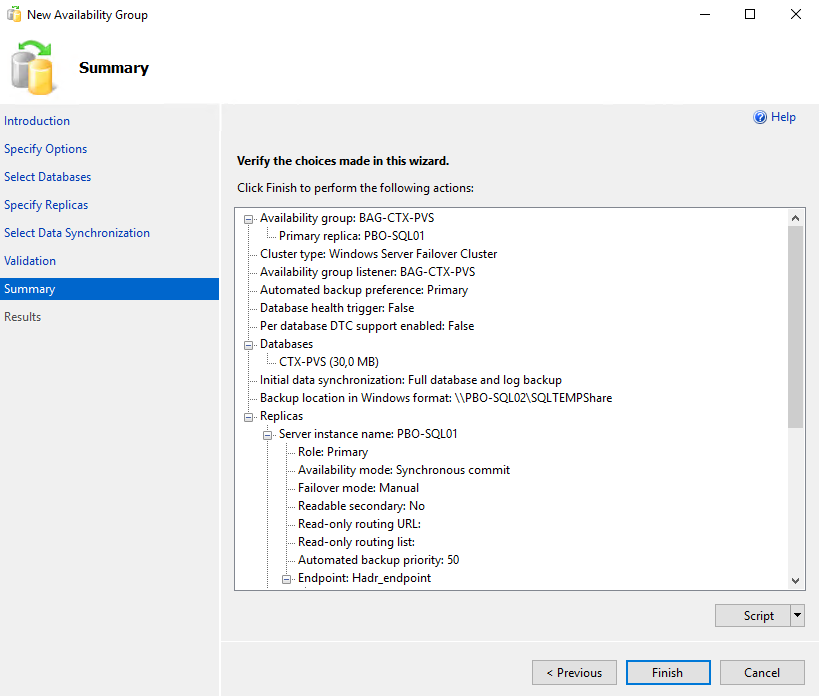 New Availability Group
Summary
Introduction
Specify Options
Select Databases
Specify Replicas
Select Data Synchronization
Validation
Summary
Results
Help
Verify the choices made in this wizard.
Click Finish to perform the following actions:
Availability group: BAG-CTX-PVS
Primary replica: PBO-SQL01
Cluster type: Windows Server Failover Cluster
Availability group listener: BAG-CTX-PVS
Automated backup preference: Primary
Database health trigger: False
Per database DTC support enabled: False
Databases
CTX-PVS (30,0 MB)
Initial data synchronization: Full database and log backup
Backup location in Windows format: \\PBO-SQL02\SQLTEMPShare
Replicas
Server instance name: PBO-SQL01
Role: Primary
Availability mode: Synchronous commit
Failover mode: Manual
Readable secondary: No
Read-only routing URL:
Read-only routing list:
Automated backup priority: 50
Endpoint: Hadr_endpoint
Script
< Previous
Finish
Cancel